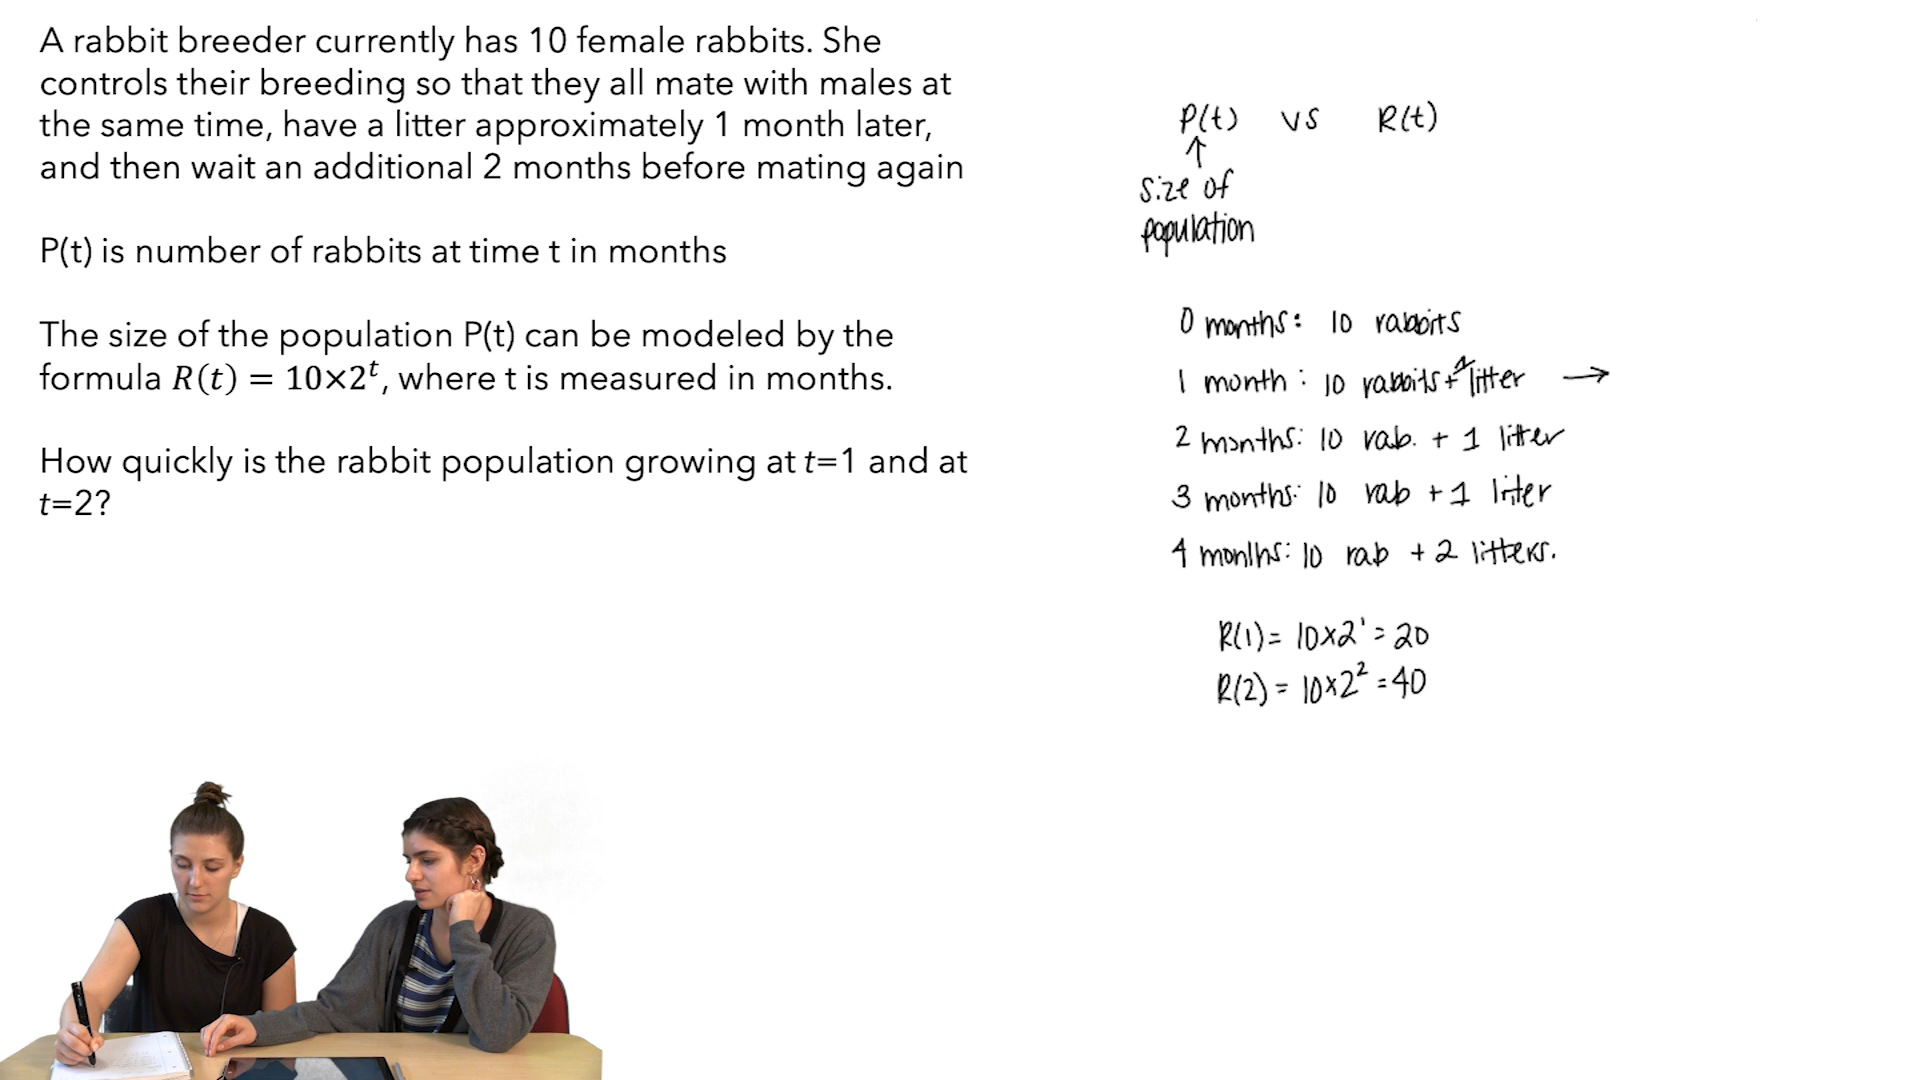 A rabbit breeder currently has 10 female rabbits. She
controls their breeding so that they all mate with males at
the same time, have a litter approximately 1 month later,
and then wait an additional 2 months before mating again
P(t) is number of rabbits at time t in months
The size of the population P(t) can be modeled by the
formula R(t) = 10×2^t, where t is measured in months.
How quickly is the rabbit population growing at t=1 and at
t=2?
P(t) vs R(t)
↑
size of
population
0 months: 10 rabbits
1 month: 10 rabbits + 1 litter →
2 months: 10 rab. + 1 litter
3 months: 10 rab + 1 liter
4 months: 10 rab + 2 litters.
R(1) = 10×2^1 = 20
R(2) = 10×2^2 = 40